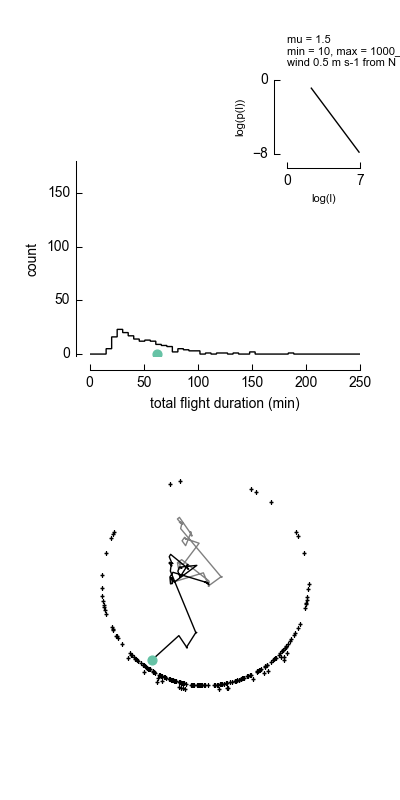 mu = 1.5
min = 10, max = 1000_
wind 0.5 m s-1 from N
0
log(p(l))
−8
0
7
log(l)
150
100
50
0
count
0
50
100
150
200
250
total flight duration (min)